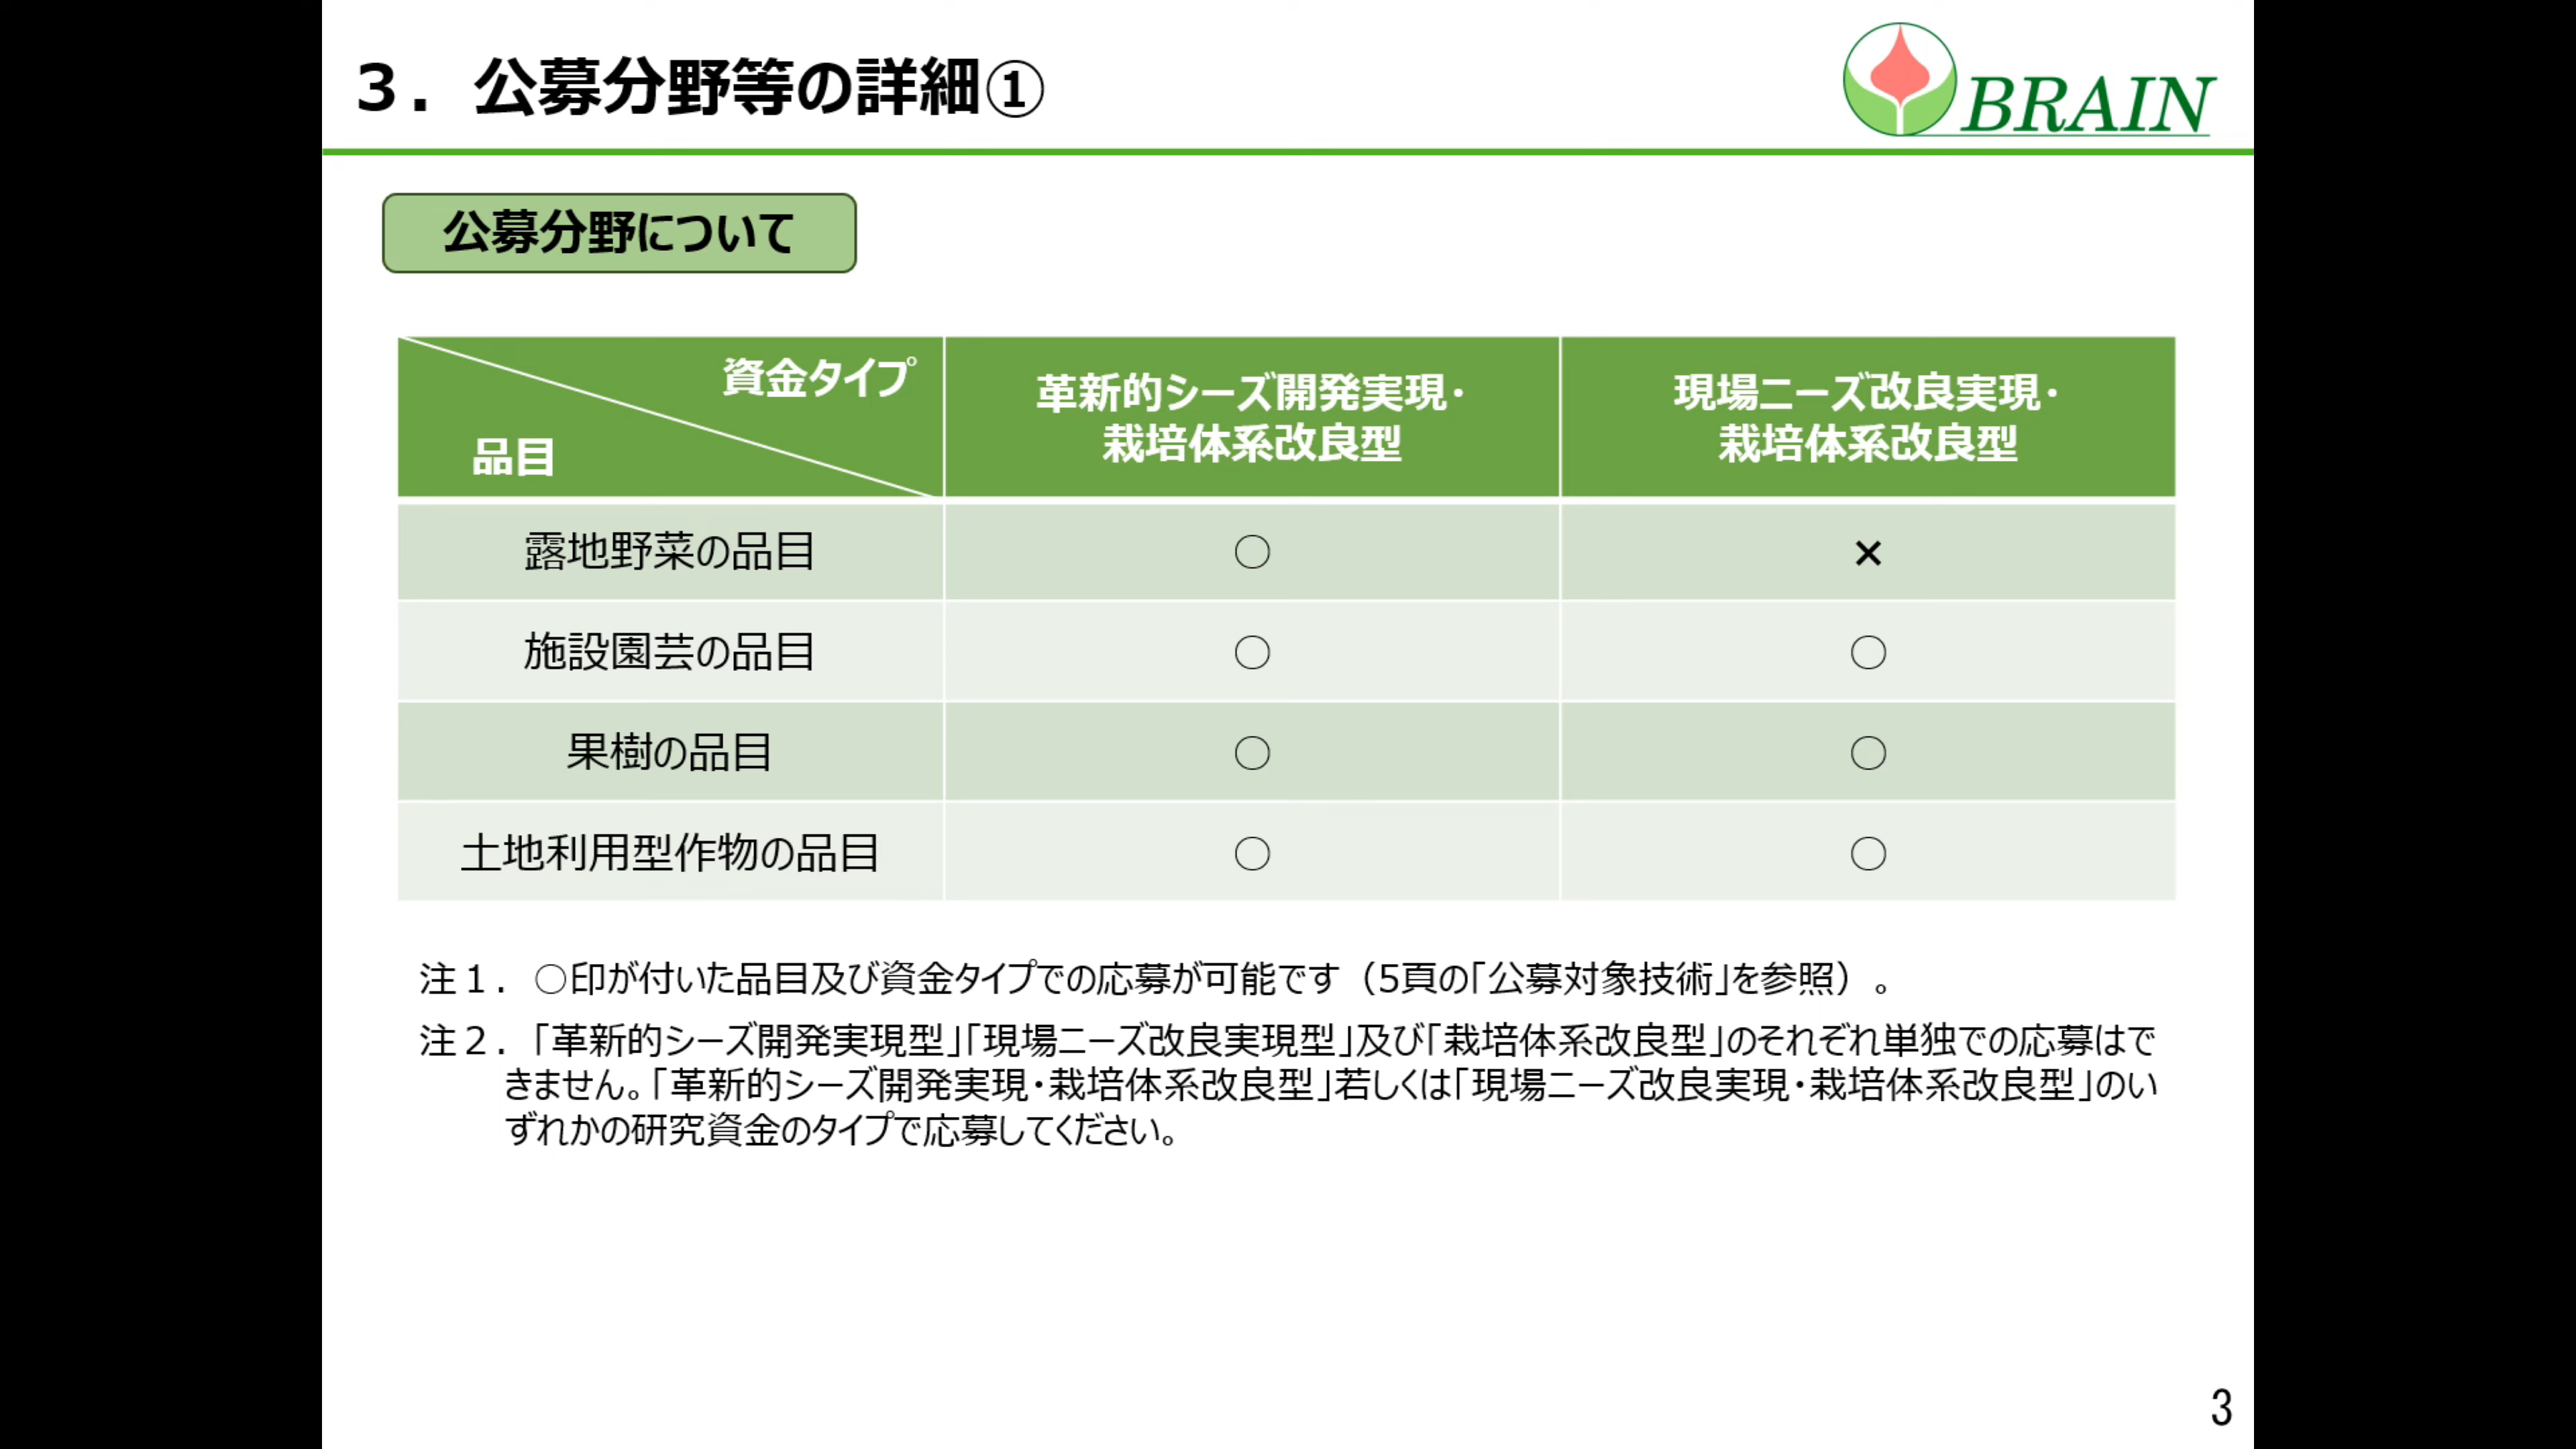 ３．公募分野等の詳細①
BRAIN
公募分野について
資金タイプ
品目
革新的シーズ開発実現・
栽培体系改良型
現場ニーズ改良実現・
栽培体系改良型
露地野菜の品目 ○ ×
施設園芸の品目 ○ ○
果樹の品目 ○ ○
土地利用型作物の品目 ○ ○
注１．○印が付いた品目及び資金タイプでの応募が可能です（5頁の「公募対象技術」を参照）。
注２．「革新的シーズ開発実現型」「現場ニーズ改良実現型」及び「栽培体系改良型」のそれぞれ単独での応募はで
きません。「革新的シーズ開発実現・栽培体系改良型」若しくは「現場ニーズ改良実現・栽培体系改良型」のい
ずれかの研究資金のタイプで応募してください。
3